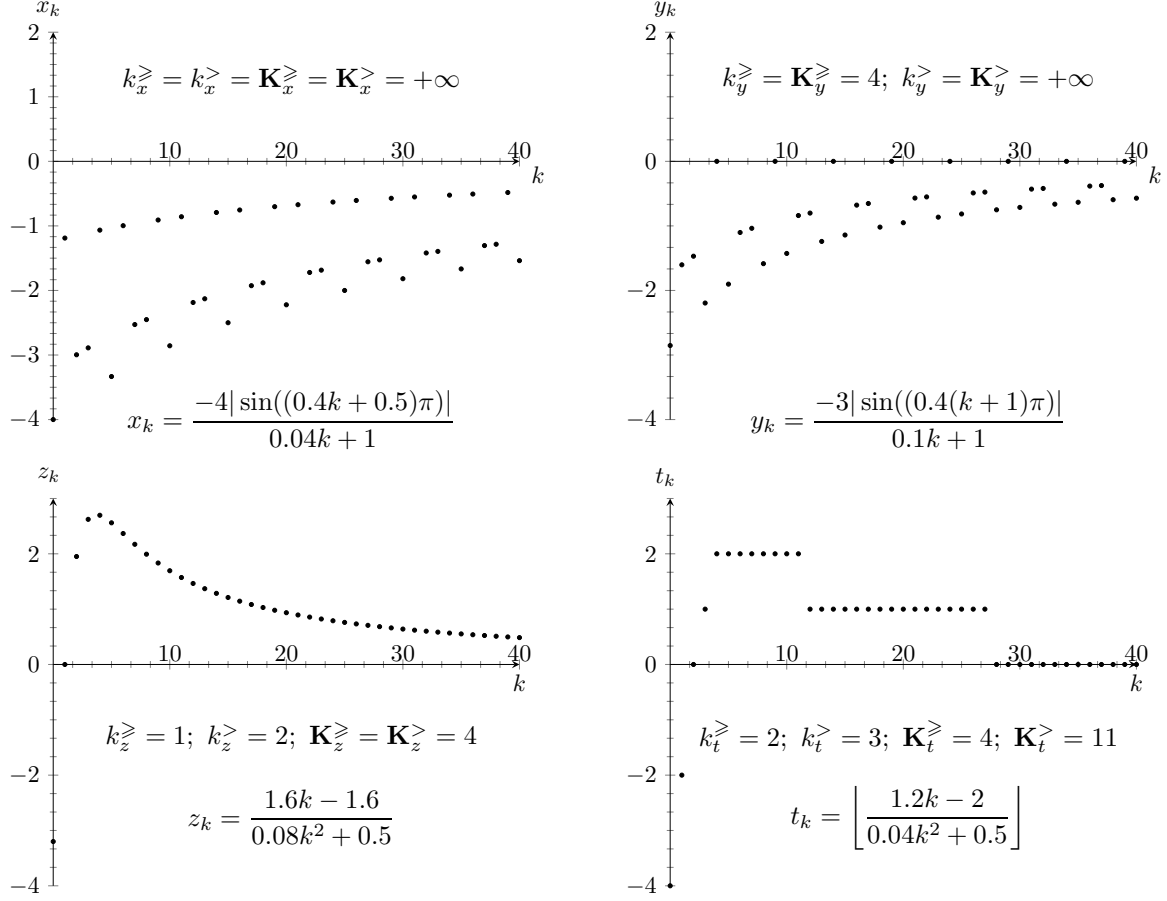 x_k
2
k_x^⩾ = k_x^> = 𝐊_x^⩾ = 𝐊_x^> = +∞
1
0
10 20 30 40
k
−1
−2
−3
−4
x_k = −4| sin((0.4k + 0.5)π)| / 0.04k + 1
y_k
2
k_y^⩾ = 𝐊_y^⩾ = 4; k_y^> = 𝐊_y^> = +∞
0
10 20 30 40
k
−2
−4
y_k = −3| sin((0.4(k + 1)π)| / 0.1k + 1
z_k
2
0
10 20 30 40
k
k_z^⩾ = 1; k_z^> = 2; 𝐊_z^⩾ = 𝐊_z^> = 4
−2
z_k = 1.6k − 1.6 / 0.08k² + 0.5
−4
t_k
2
0
10 20 30 40
k
k_t^⩾ = 2; k_t^> = 3; 𝐊_t^⩾ = 4; 𝐊_t^> = 11
−2
t_k = ⌊ 1.2k − 2 / 0.04k² + 0.5 ⌋
−4